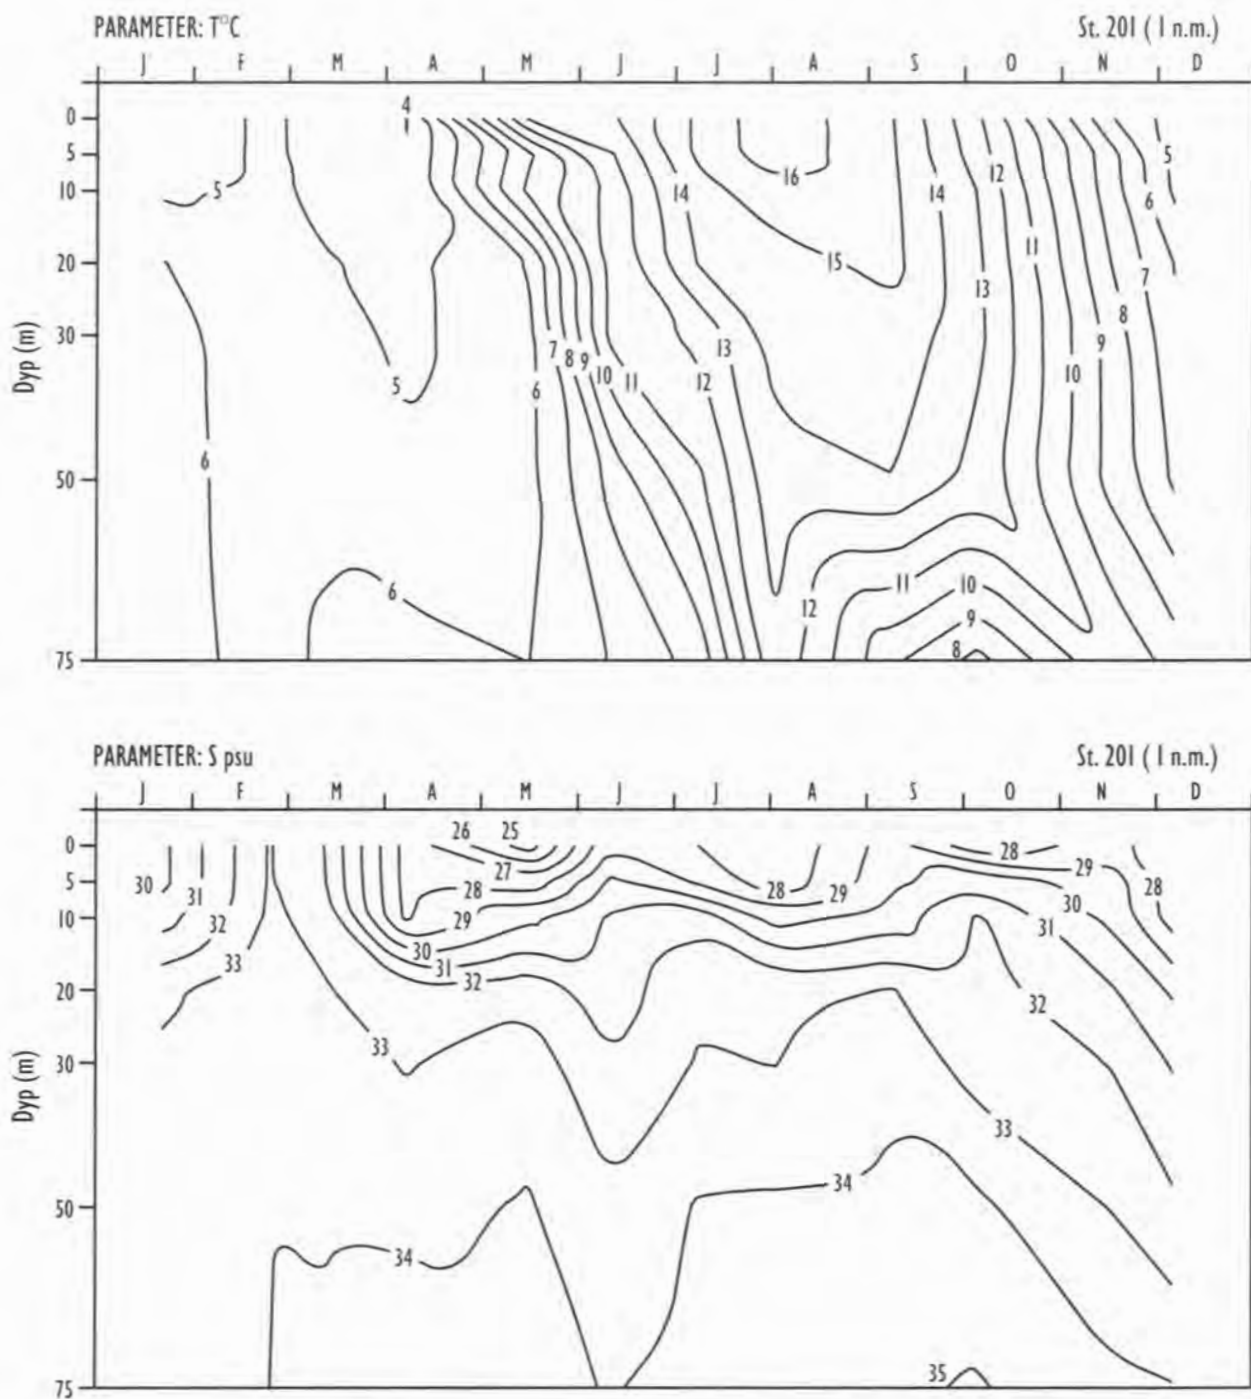 PARAMETER: T°C St. 201 ( 1 n.m.)
J F M A M J J A S O N D
4
0
5 16 14 14 12 5
10 5 6
20 15 11 7
13 8
30 7 8 9 10 11 12 13 9
5 6 10
6
50
6 12 11 10 9
75 8
Dyp (m)
PARAMETER: S psu St. 201 ( 1 n.m.)
J F M A M J J A S O N D
26 25
0 28
27 29
5 30 31 28 28 29 28
10 32 29 30
30 31
33 31
20 32 32
30 33
33
34
50
34
75 35
Dyp (m)